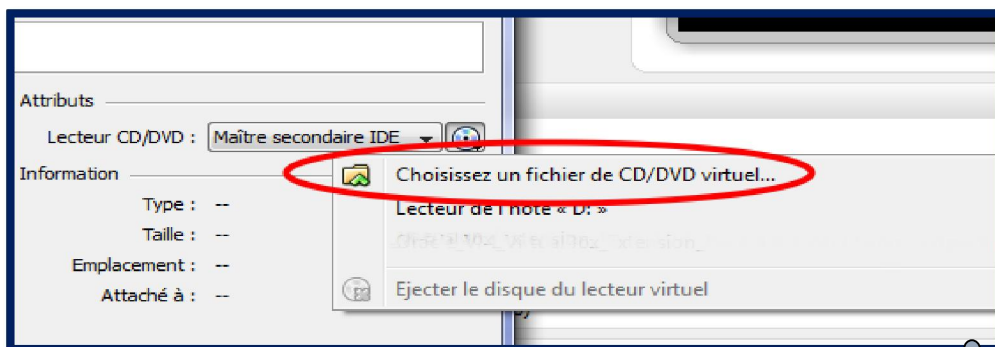 Attributs
Lecteur CD/DVD : Maître secondaire IDE
Information
Choisissez un fichier de CD/DVD virtuel...
Type : --
Lecteur de l'hôte « D: »
Taille : --
Emplacement : --
Attaché à : --
Ejecter le disque du lecteur virtuel